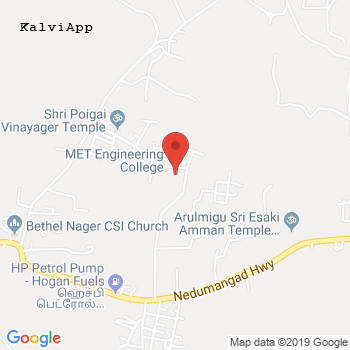 KalviApp
Shri Poigai
Vinayager Temple
MET Engineering
College
Arulmigu Sri Esaki
Amman Temple...
Bethel Nager CSI Church
HP Petrol Pump
- Hogan Fuels
ஹெச்பி
பெட்ரோல்...
Nedumangad Hwy
Google
Map data ©2019 Google